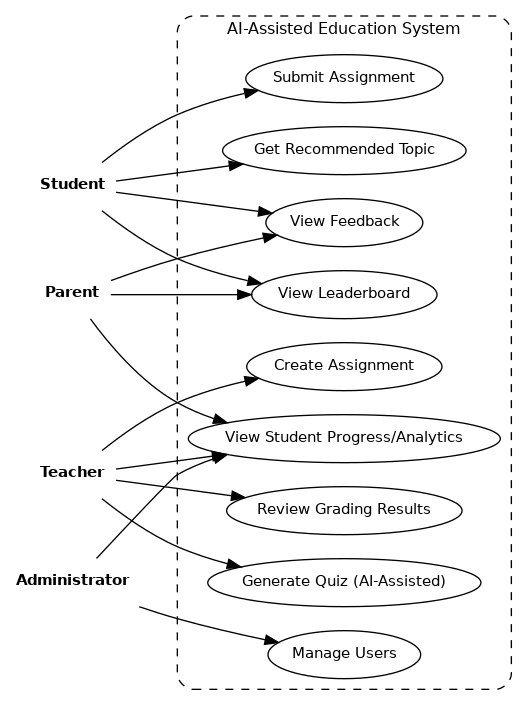 AI-Assisted Education System
Submit Assignment
Get Recommended Topic
Student
View Feedback
Parent
View Leaderboard
Create Assignment
View Student Progress/Analytics
Teacher
Review Grading Results
Administrator
Generate Quiz (AI-Assisted)
Manage Users